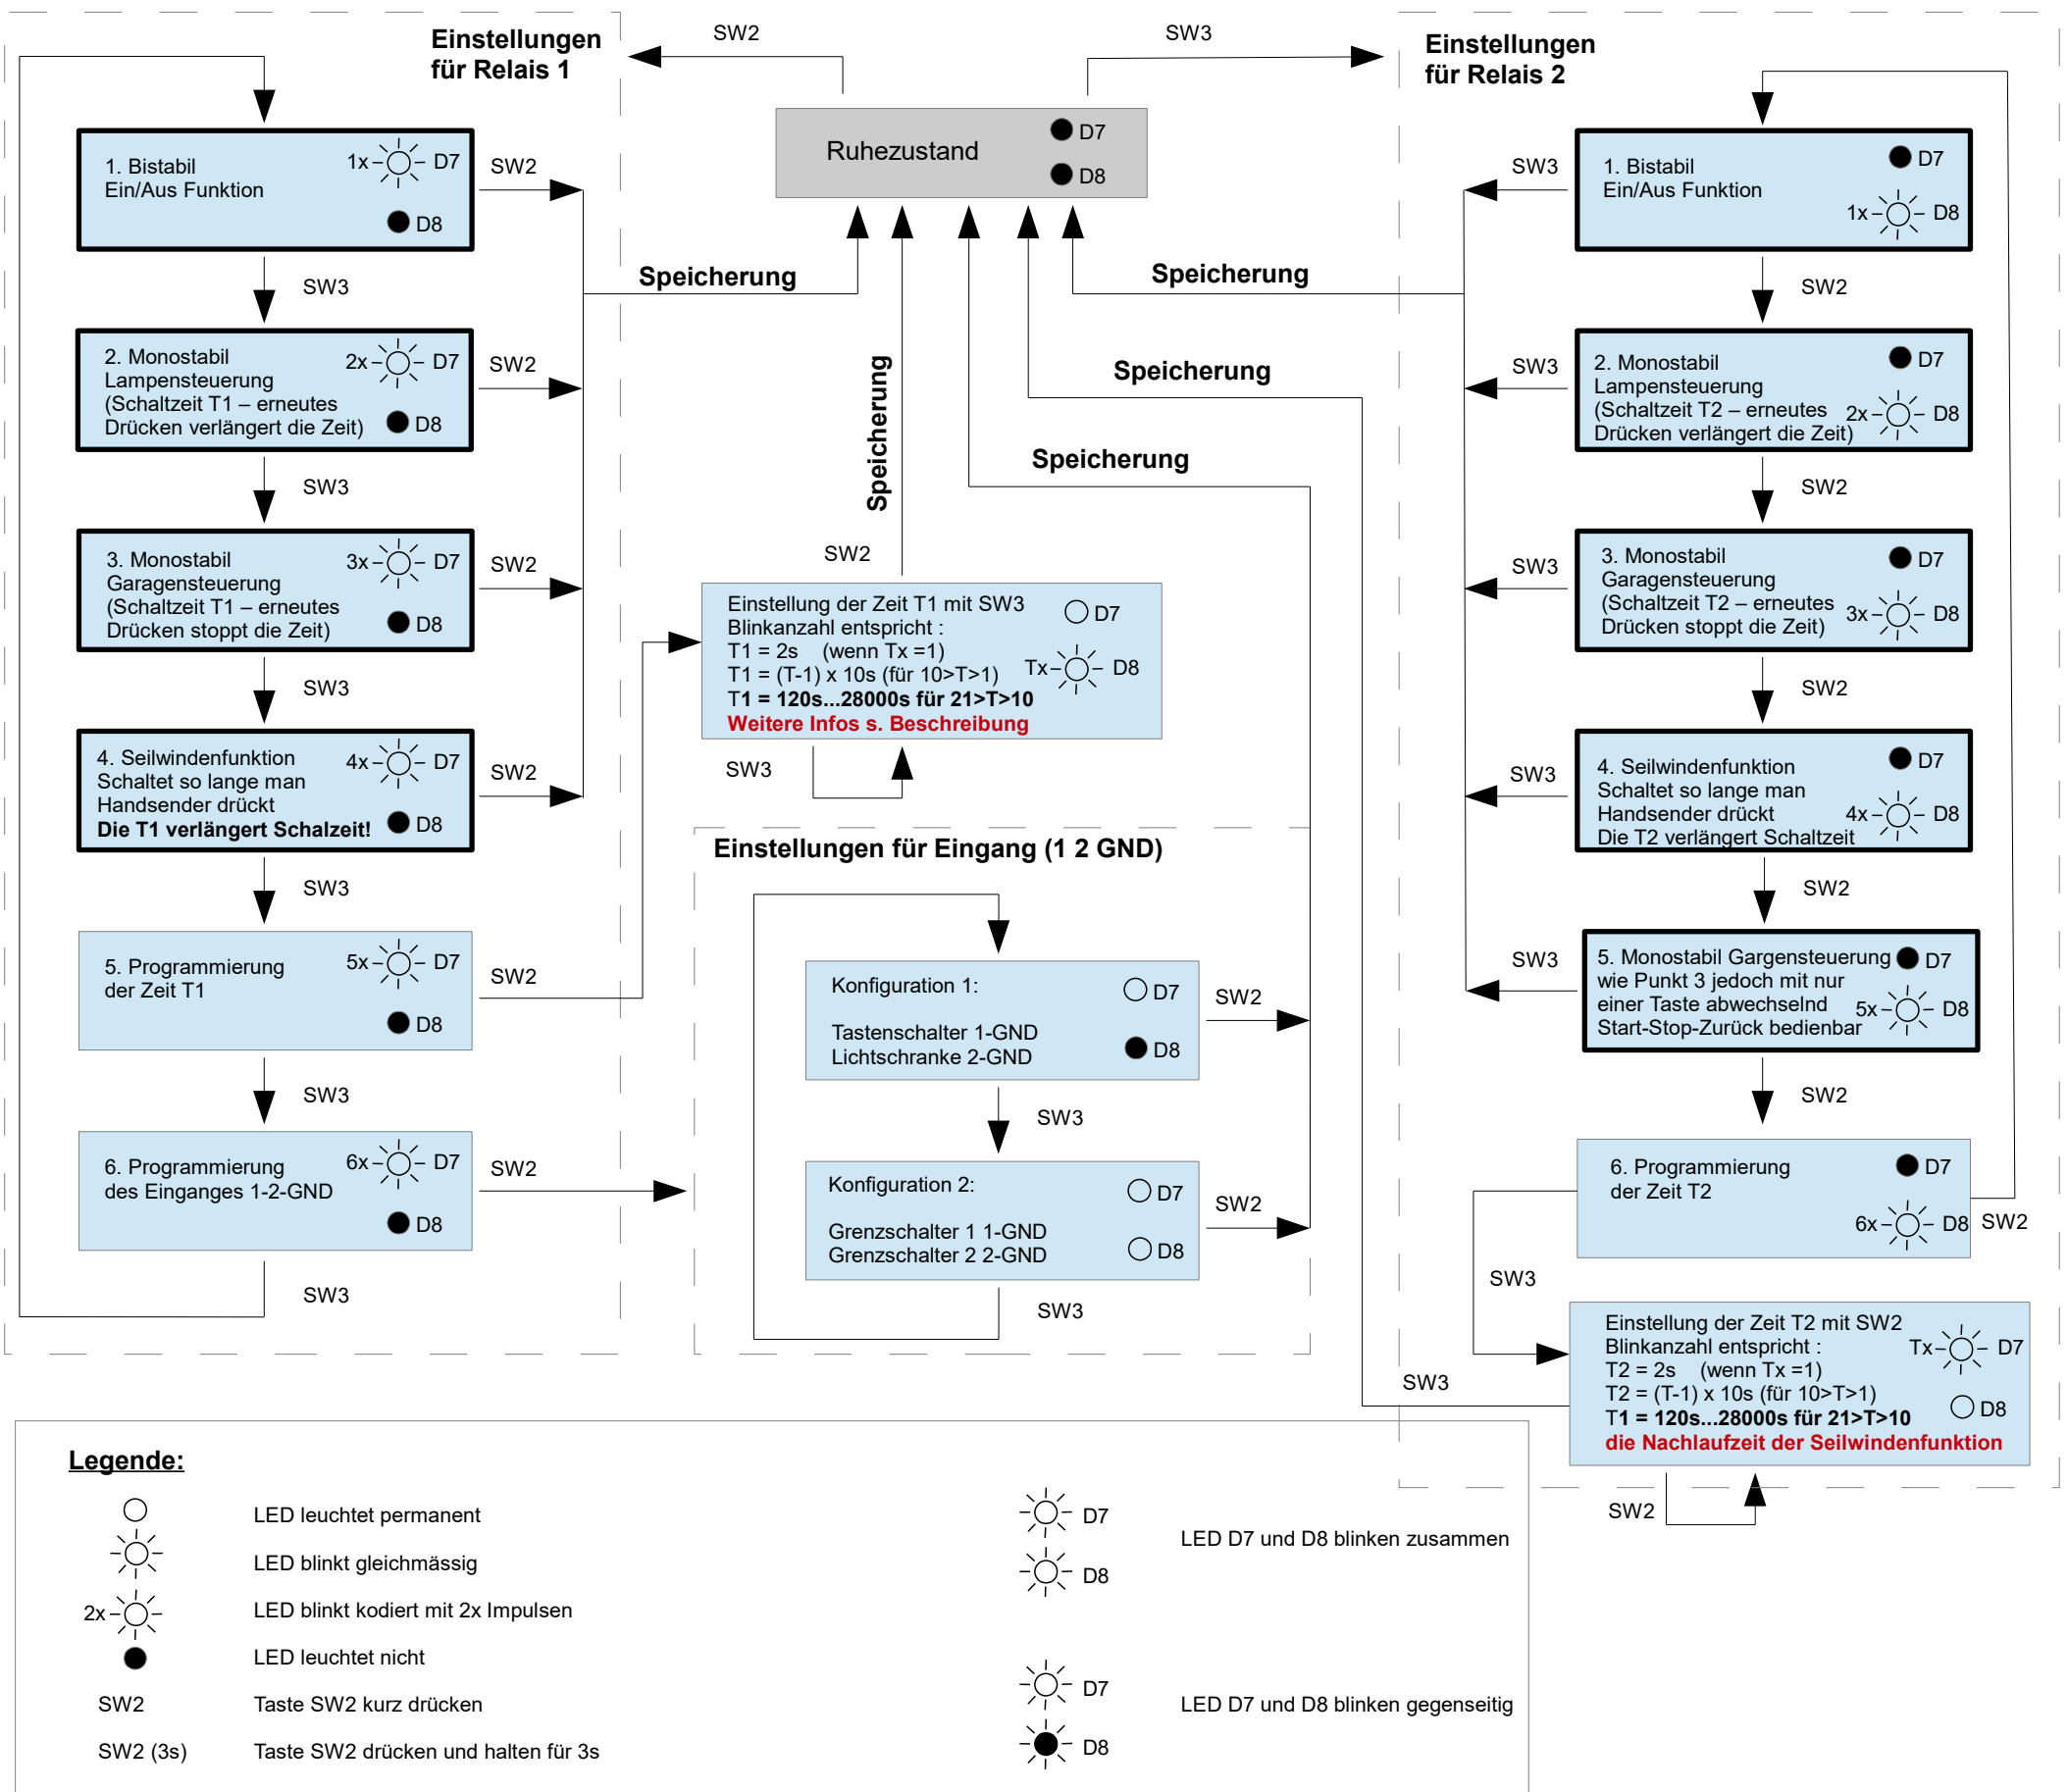 Einstellungen
für Relais 1
SW2
SW3
Einstellungen
für Relais 2
Ruhezustand
D7
D8
1. Bistabil
Ein/Aus Funktion
1x
D7
D8
SW2
SW3
2. Monostabil
Lampensteuerung
(Schaltzeit T1 – erneutes
Drücken verlängert die Zeit)
2x
D7
D8
SW2
SW3
3. Monostabil
Garagensteuerung
(Schaltzeit T1 – erneutes
Drücken stoppt die Zeit)
3x
D7
D8
SW2
SW3
4. Seilwindenfunktion
Schaltet so lange man
Handsender drückt
Die T1 verlängert Schalzeit!
4x
D7
D8
SW2
SW3
5. Programmierung
der Zeit T1
5x
D7
D8
SW2
SW3
6. Programmierung
des Einganges 1-2-GND
6x
D7
D8
SW2
SW3
Speicherung
Speicherung
Speicherung
Speicherung
Speicherung
SW2
Einstellung der Zeit T1 mit SW3
Blinkanzahl entspricht :
T1 = 2s (wenn Tx =1)
T1 = (T-1) x 10s (für 10>T>1)
T1 = 120s...28000s für 21>T>10
Weitere Infos s. Beschreibung
D7
Tx
D8
SW3
Einstellungen für Eingang (1 2 GND)
Konfiguration 1:
Tastenschalter 1-GND
Lichtschranke 2-GND
D7
D8
SW2
SW3
Konfiguration 2:
Grenzschalter 1 1-GND
Grenzschalter 2 2-GND
D7
D8
SW2
SW3
1. Bistabil
Ein/Aus Funktion
D7
1x
D8
SW3
SW2
2. Monostabil
Lampensteuerung
(Schaltzeit T2 – erneutes
Drücken verlängert die Zeit)
D7
2x
D8
SW3
SW2
3. Monostabil
Garagensteuerung
(Schaltzeit T2 – erneutes
Drücken stoppt die Zeit)
D7
3x
D8
SW3
SW2
4. Seilwindenfunktion
Schaltet so lange man
Handsender drückt
Die T2 verlängert Schaltzeit
D7
4x
D8
SW3
SW2
5. Monostabil Gargensteuerung
wie Punkt 3 jedoch mit nur
einer Taste abwechselnd
Start-Stop-Zurück bedienbar
D7
5x
D8
SW3
SW2
6. Programmierung
der Zeit T2
D7
6x
D8
SW2
SW3
Einstellung der Zeit T2 mit SW2
Blinkanzahl entspricht :
T2 = 2s (wenn Tx =1)
T2 = (T-1) x 10s (für 10>T>1)
T1 = 120s...28000s für 21>T>10
die Nachlaufzeit der Seilwindenfunktion
Tx
D7
D8
SW3
SW2
Legende:
LED leuchtet permanent
LED blinkt gleichmässig
2x
LED blinkt kodiert mit 2x Impulsen
LED leuchtet nicht
SW2
Taste SW2 kurz drücken
SW2 (3s)
Taste SW2 drücken und halten für 3s
D7
D8
LED D7 und D8 blinken zusammen
D7
D8
LED D7 und D8 blinken gegenseitig